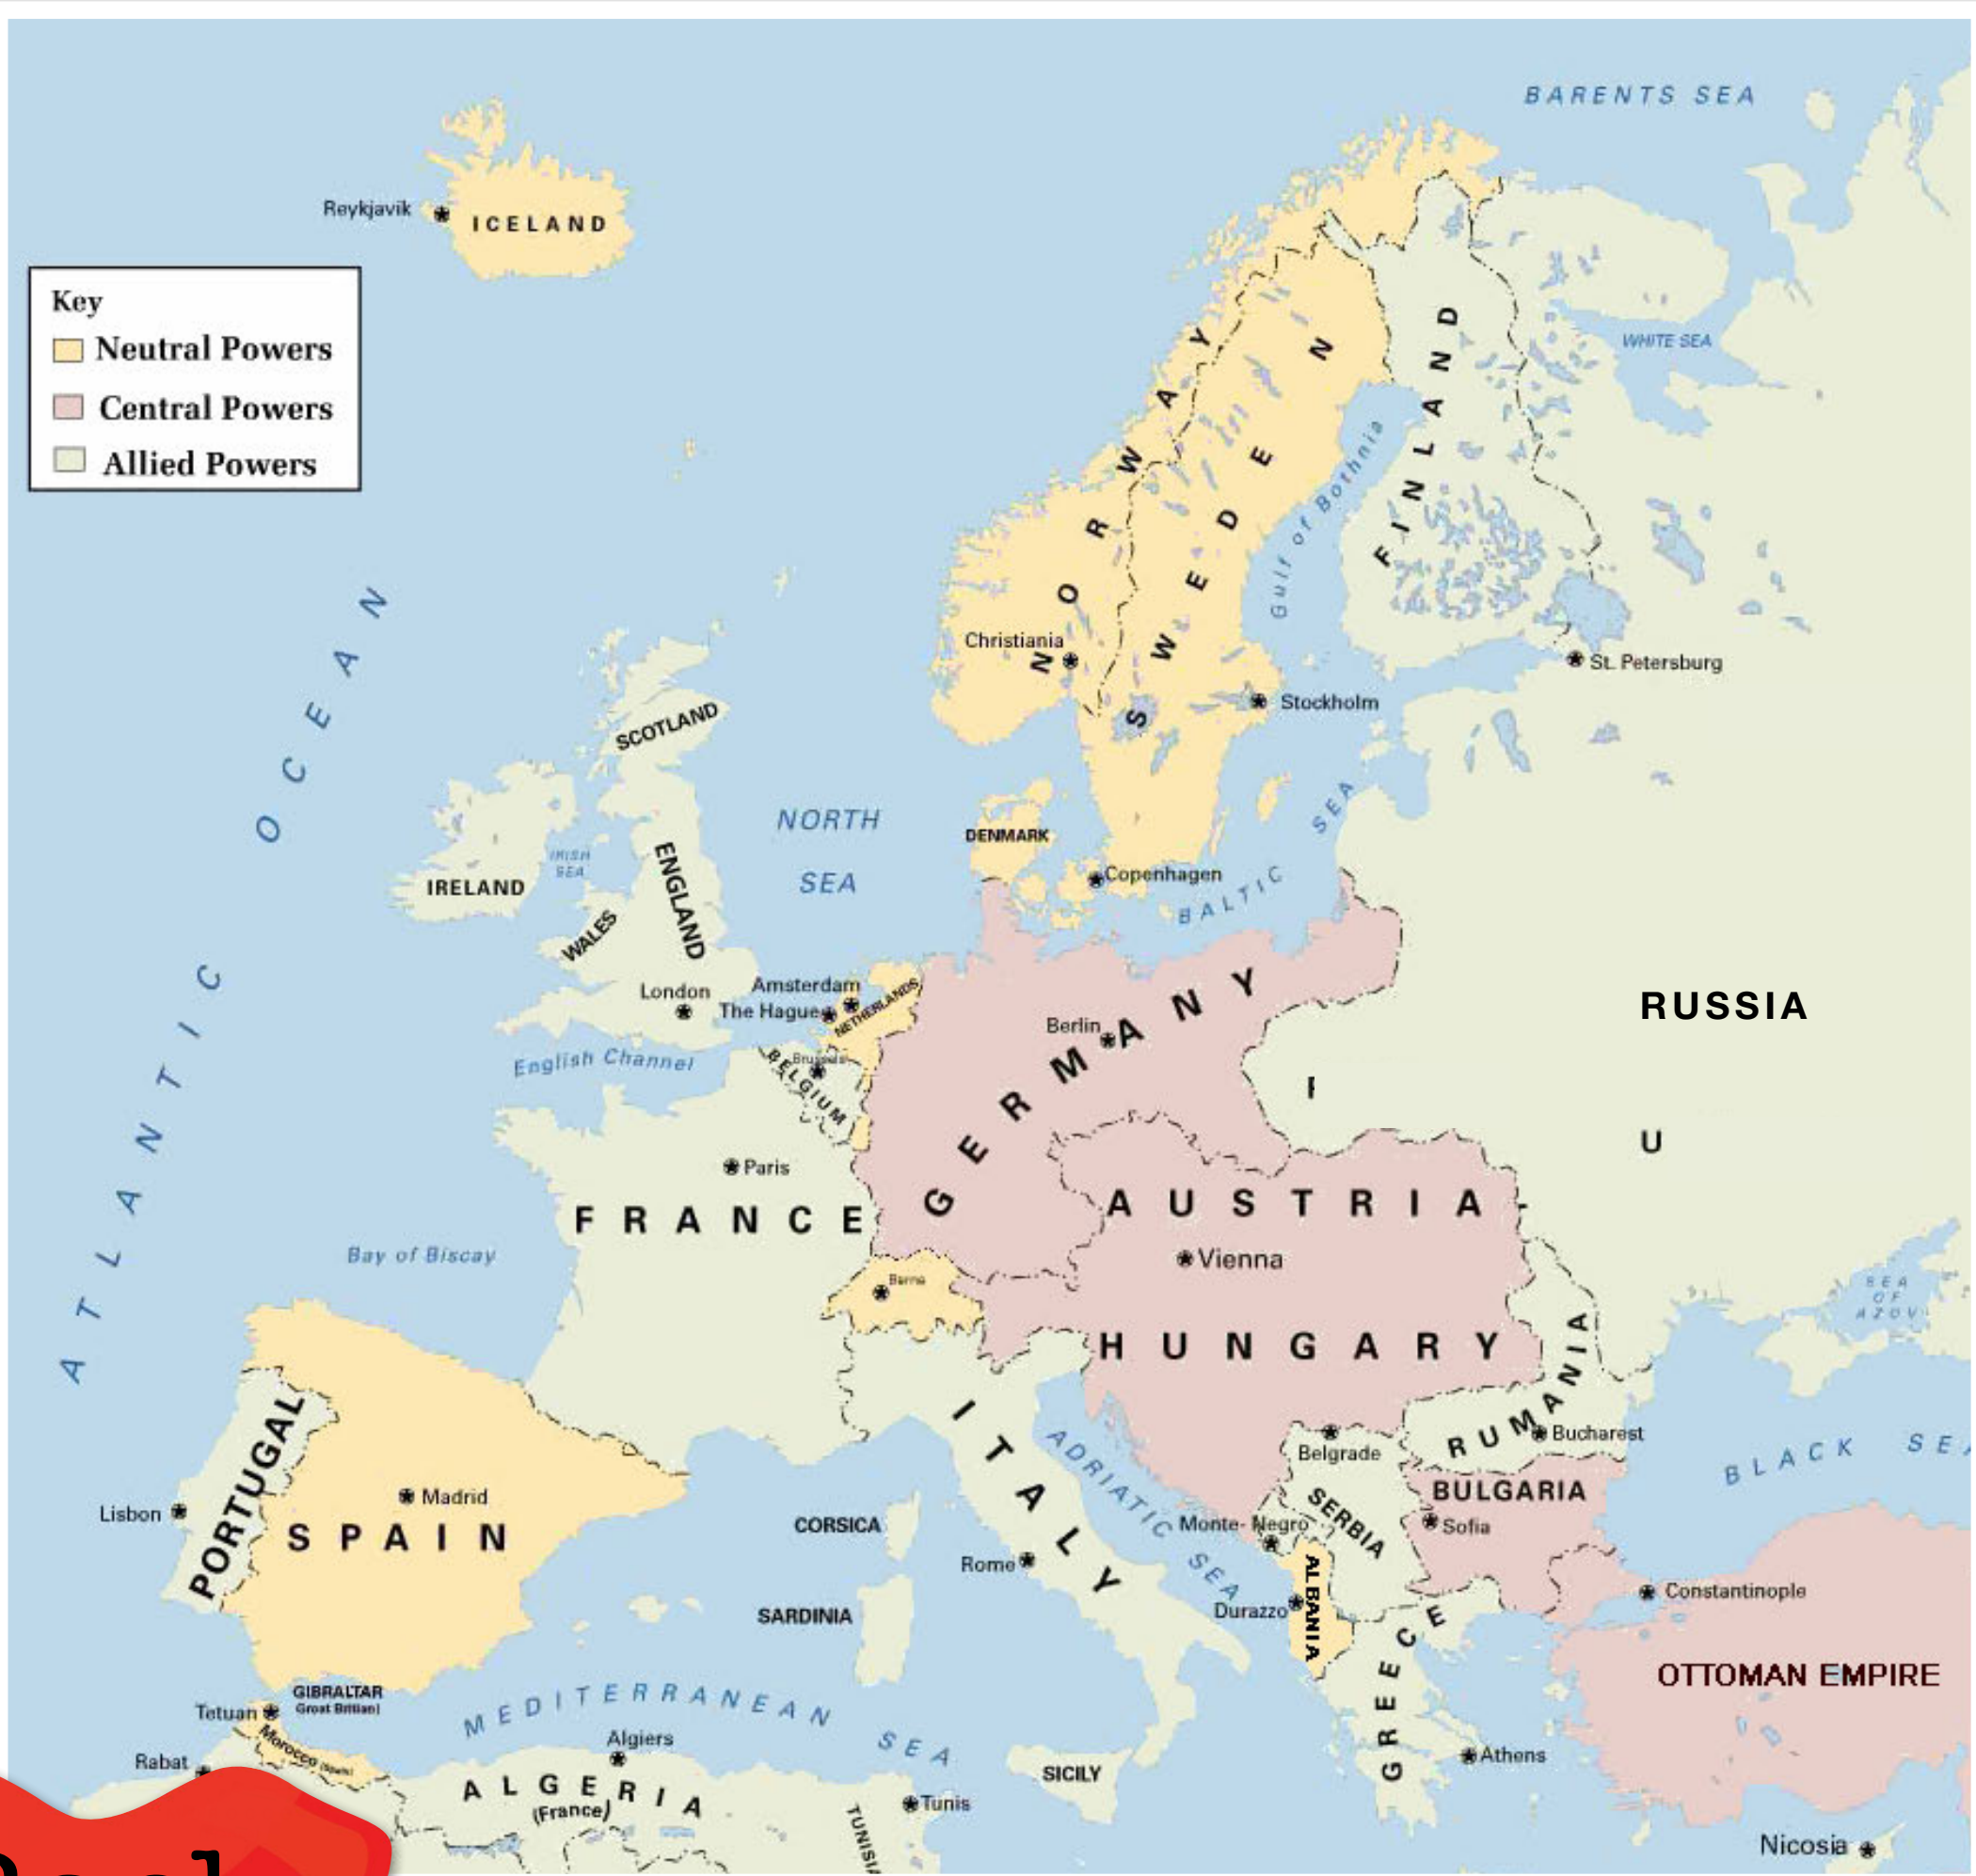 BARENTS SEA
Reykjavik
ICELAND
Key
Neutral Powers
Central Powers
Allied Powers
WHITE SEA
NORWAY
SWEDEN
FINLAND
Gulf of Bothnia
ATLANTIC OCEAN
Christiania
St. Petersburg
Stockholm
SCOTLAND
NORTH
SEA
DENMARK
BALTIC SEA
IRISH
SEA
IRELAND
ENGLAND
Copenhagen
WALES
London
Amsterdam
The Hague
NETHERLANDS
RUSSIA
Berlin
GERMANY
English Channel
Brussels
BELGIUM
U
Paris
FRANCE
AUSTRIA
Vienna
Bay of Biscay
Berne
SEA
OF
AZOV
HUNGARY
RUMANIA
ITALY
PORTUGAL
Bucharest
Belgrade
ADRIATIC SEA
BLACK SEA
BULGARIA
Madrid
Lisbon
SPAIN
CORSICA
SERBIA
Monte-Negro
Sofia
Rome
ALBANIA
Constantinople
SARDINIA
Durazzo
GREECE
OTTOMAN EMPIRE
GIBRALTAR
Great Britian)
Tetuan
MEDITERRANEAN SEA
Morocco (Spain)
Algiers
Rabat
Athens
SICILY
ALGERIA
(France)
Tunis
TUNISIA
Nicosia